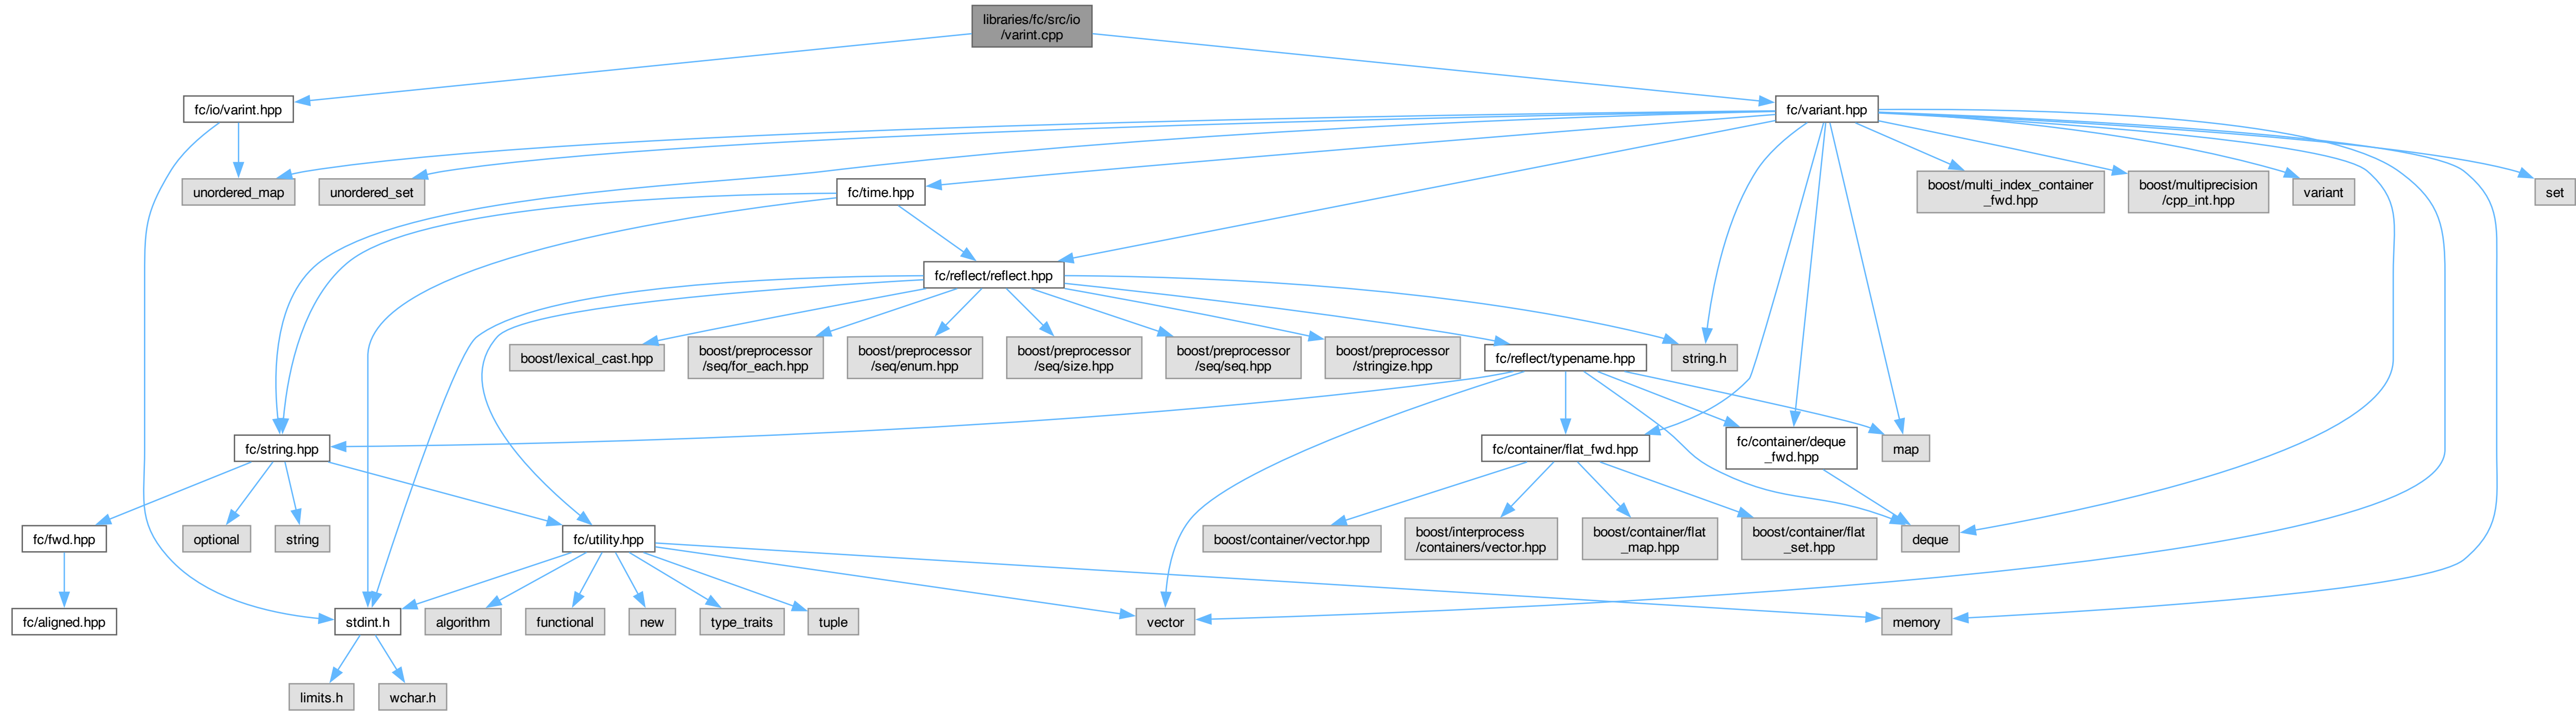 libraries/fc/src/io
/varint.cpp
fc/io/varint.hpp
fc/variant.hpp
unordered_map
unordered_set
fc/time.hpp
boost/multi_index_container
_fwd.hpp
boost/multiprecision
/cpp_int.hpp
variant
set
fc/reflect/reflect.hpp
boost/lexical_cast.hpp
boost/preprocessor
/seq/for_each.hpp
boost/preprocessor
/seq/enum.hpp
boost/preprocessor
/seq/size.hpp
boost/preprocessor
/seq/seq.hpp
boost/preprocessor
/stringize.hpp
fc/reflect/typename.hpp
string.h
fc/string.hpp
fc/container/flat_fwd.hpp
fc/container/deque
_fwd.hpp
map
fc/fwd.hpp
optional
string
fc/utility.hpp
boost/container/vector.hpp
boost/interprocess
/containers/vector.hpp
boost/container/flat
_map.hpp
boost/container/flat
_set.hpp
deque
fc/aligned.hpp
stdint.h
algorithm
functional
new
type_traits
tuple
vector
memory
limits.h
wchar.h